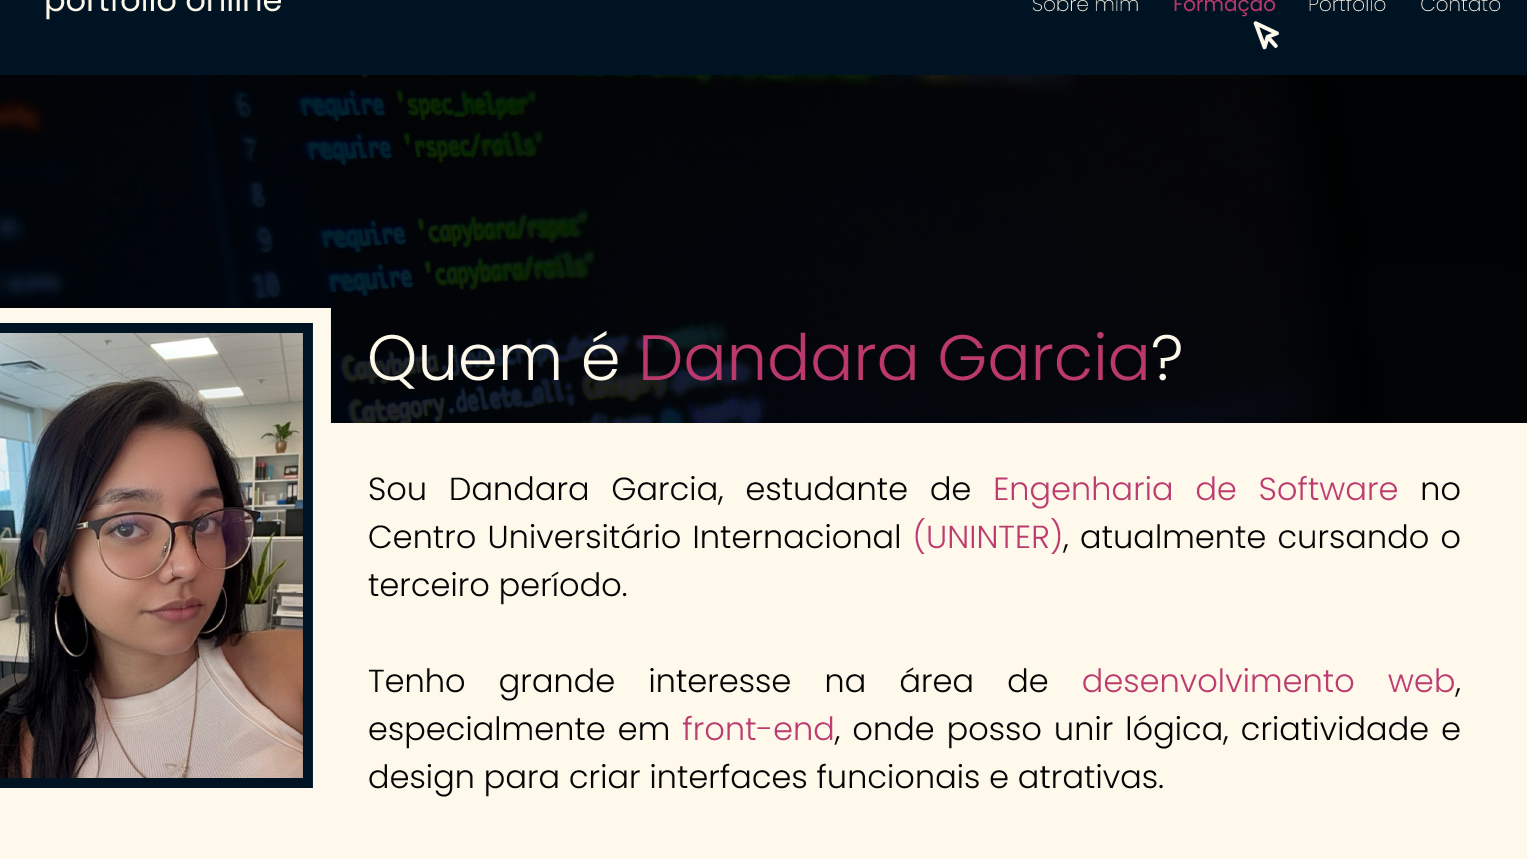 portfólio online
Sobre mim Formação Portfólio Contato
6 require 'spec_helper'
7 require 'rspec/rails'
8
9 require 'capybara/rspec'
10 require 'capybara/rails'
Quem é Dandara Garcia?
Category.delete_all; Category
Sou Dandara Garcia, estudante de Engenharia de Software no
Centro Universitário Internacional (UNINTER), atualmente cursando o
terceiro período.
Tenho grande interesse na área de desenvolvimento web,
especialmente em front-end, onde posso unir lógica, criatividade e
design para criar interfaces funcionais e atrativas.